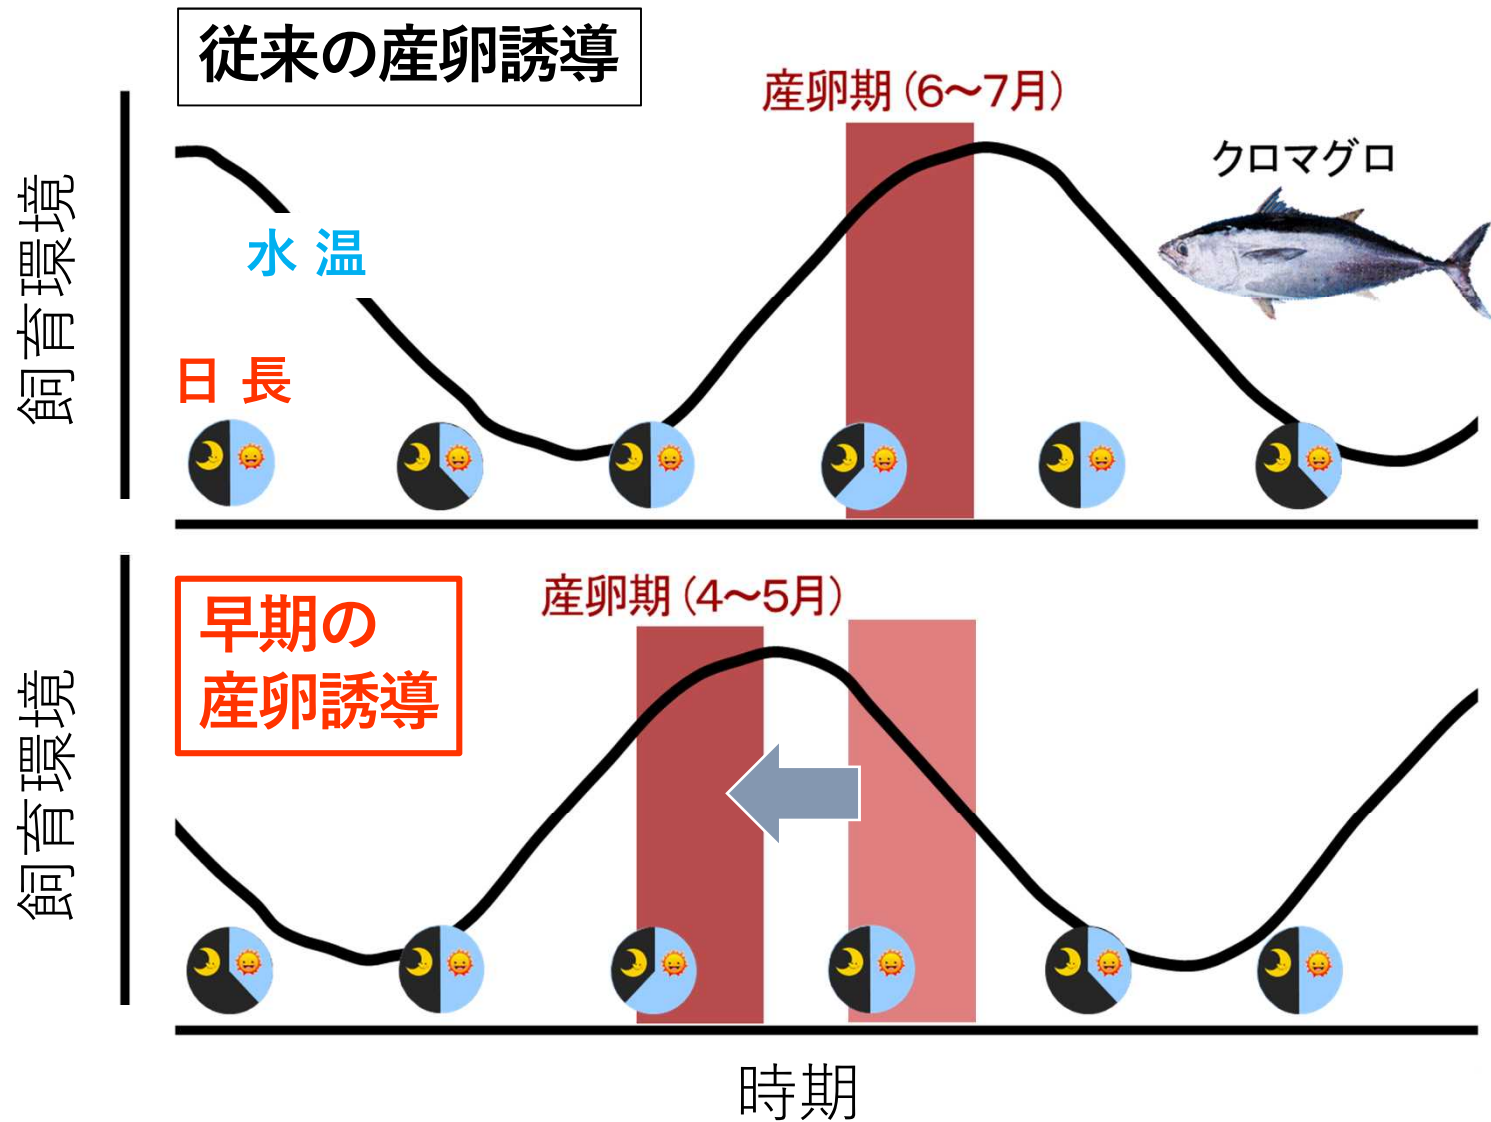 従来の産卵誘導
産卵期(6〜7月)
クロマグロ
飼育環境
水温
日長
早期の
産卵誘導
産卵期(4〜5月)
飼育環境
時期